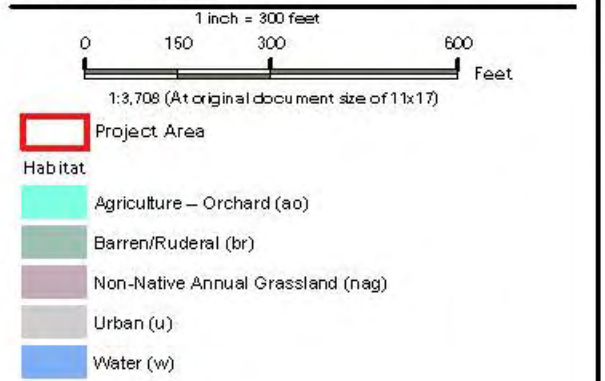 1 inch = 300 feet
0 150 300 600
Feet
1:3,708 (At original document size of 11x17)
Project Area
Habitat
Agriculture – Orchard (ao)
Barren/Ruderal (br)
Non-Native Annual Grassland (nag)
Urban (u)
Water (w)